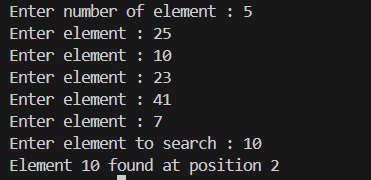 Enter number of element : 5
Enter element : 25
Enter element : 10
Enter element : 23
Enter element : 41
Enter element : 7
Enter element to search : 10
Element 10 found at position 2